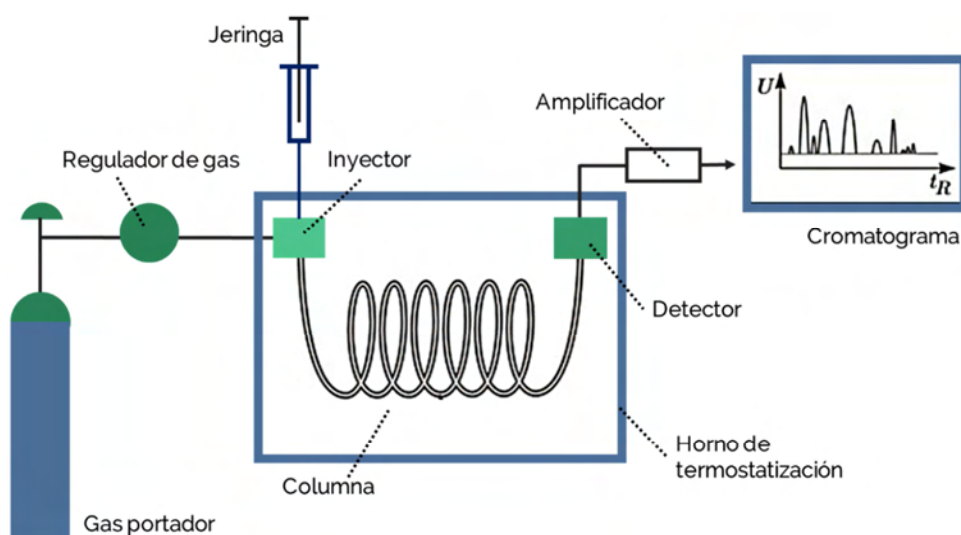 Jeringa
Regulador de gas
Inyector
Amplificador
U
t_R
Cromatograma
Detector
Horno de
termostatización
Columna
Gas portador